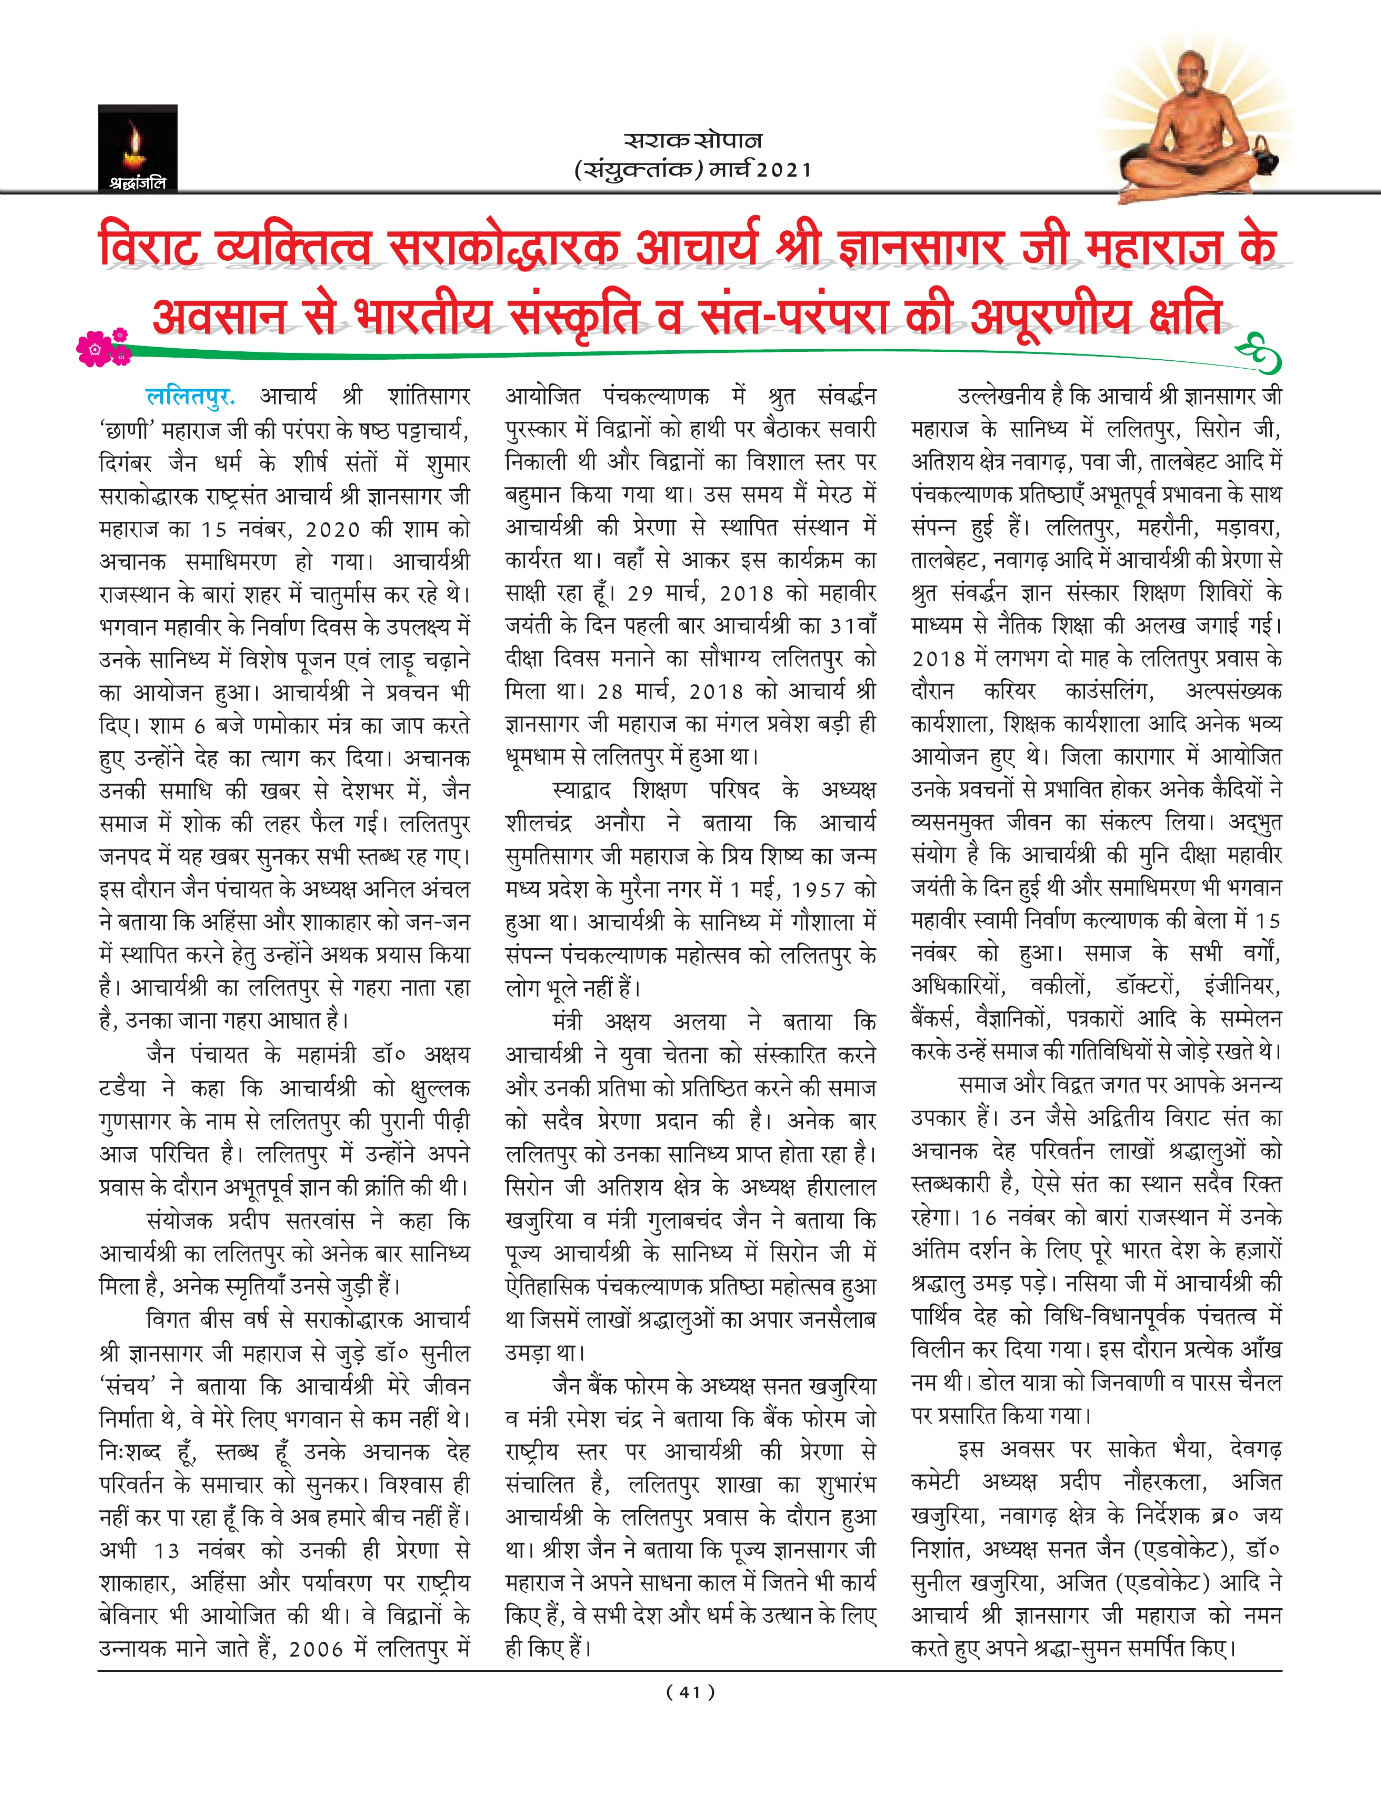 श्रद्धांजलि
सराक सोपान
(संयुक्तांक) मार्च 2021
विराट व्यक्तित्व सराकोद्धारक आचार्य श्री ज्ञानसागर जी महाराज के
अवसान से भारतीय संस्कृति व संत-परंपरा की अपूरणीय क्षति
ललितपुर. आचार्य श्री शांतिसागर
‘छाणी’ महाराज जी की परंपरा के षष्ठ पट्टाचार्य,
दिगंबर जैन धर्म के शीर्ष संतों में शुमार
सराकोद्धारक राष्ट्रसंत आचार्य श्री ज्ञानसागर जी
महाराज का 15 नवंबर, 2020 की शाम को
अचानक समाधिमरण हो गया। आचार्यश्री
राजस्थान के बारां शहर में चातुर्मास कर रहे थे।
भगवान महावीर के निर्वाण दिवस के उपलक्ष्य में
उनके सानिध्य में विशेष पूजन एवं लाड़ू चढ़ाने
का आयोजन हुआ। आचार्यश्री ने प्रवचन भी
दिए। शाम 6 बजे णमोकार मंत्र का जाप करते
हुए उन्होंने देह का त्याग कर दिया। अचानक
उनकी समाधि की खबर से देशभर में, जैन
समाज में शोक की लहर फैल गई। ललितपुर
जनपद में यह खबर सुनकर सभी स्तब्ध रह गए।
इस दौरान जैन पंचायत के अध्यक्ष अनिल अंचल
ने बताया कि अहिंसा और शाकाहार को जन-जन
में स्थापित करने हेतु उन्होंने अथक प्रयास किया
है। आचार्यश्री का ललितपुर से गहरा नाता रहा
है, उनका जाना गहरा आघात है।
जैन पंचायत के महामंत्री डॉ० अक्षय
टडैया ने कहा कि आचार्यश्री को क्षुल्लक
गुणसागर के नाम से ललितपुर की पुरानी पीढ़ी
आज परिचित है। ललितपुर में उन्होंने अपने
प्रवास के दौरान अभूतपूर्व ज्ञान की क्रांति की थी।
संयोजक प्रदीप सतरवांस ने कहा कि
आचार्यश्री का ललितपुर को अनेक बार सानिध्य
मिला है, अनेक स्मृतियाँ उनसे जुड़ी हैं।
विगत बीस वर्ष से सराकोद्धारक आचार्य
श्री ज्ञानसागर जी महाराज से जुड़े डॉ० सुनील
‘संचय’ ने बताया कि आचार्यश्री मेरे जीवन
निर्माता थे, वे मेरे लिए भगवान से कम नहीं थे।
निःशब्द हूँ, स्तब्ध हूँ उनके अचानक देह
परिवर्तन के समाचार को सुनकर। विश्वास ही
नहीं कर पा रहा हूँ कि वे अब हमारे बीच नहीं हैं।
अभी 13 नवंबर को उनकी ही प्रेरणा से
शाकाहार, अहिंसा और पर्यावरण पर राष्ट्रीय
बेविनार भी आयोजित की थी। वे विद्वानों के
उन्नायक माने जाते हैं, 2006 में ललितपुर में
आयोजित पंचकल्याणक में श्रुत संवर्द्धन
पुरस्कार में विद्वानों को हाथी पर बैठाकर सवारी
निकाली थी और विद्वानों का विशाल स्तर पर
बहुमान किया गया था। उस समय मैं मेरठ में
आचार्यश्री की प्रेरणा से स्थापित संस्थान में
कार्यरत था। वहाँ से आकर इस कार्यक्रम का
साक्षी रहा हूँ। 29 मार्च, 2018 को महावीर
जयंती के दिन पहली बार आचार्यश्री का 31वाँ
दीक्षा दिवस मनाने का सौभाग्य ललितपुर को
मिला था। 28 मार्च, 2018 को आचार्य श्री
ज्ञानसागर जी महाराज का मंगल प्रवेश बड़ी ही
धूमधाम से ललितपुर में हुआ था।
स्याद्वाद शिक्षण परिषद के अध्यक्ष
शीलचंद्र अनौरा ने बताया कि आचार्य
सुमतिसागर जी महाराज के प्रिय शिष्य का जन्म
मध्य प्रदेश के मुरैना नगर में 1 मई, 1957 को
हुआ था। आचार्यश्री के सानिध्य में गौशाला में
संपन्न पंचकल्याणक महोत्सव को ललितपुर के
लोग भूले नहीं हैं।
मंत्री अक्षय अलया ने बताया कि
आचार्यश्री ने युवा चेतना को संस्कारित करने
और उनकी प्रतिभा को प्रतिष्ठित करने की समाज
को सदैव प्रेरणा प्रदान की है। अनेक बार
ललितपुर को उनका सानिध्य प्राप्त होता रहा है।
सिरोन जी अतिशय क्षेत्र के अध्यक्ष हीरालाल
खजुरिया व मंत्री गुलाबचंद जैन ने बताया कि
पूज्य आचार्यश्री के सानिध्य में सिरोन जी में
ऐतिहासिक पंचकल्याणक प्रतिष्ठा महोत्सव हुआ
था जिसमें लाखों श्रद्धालुओं का अपार जनसैलाब
उमड़ा था।
जैन बैंक फोरम के अध्यक्ष सनत खजुरिया
व मंत्री रमेश चंद्र ने बताया कि बैंक फोरम जो
राष्ट्रीय स्तर पर आचार्यश्री की प्रेरणा से
संचालित है, ललितपुर शाखा का शुभारंभ
आचार्यश्री के ललितपुर प्रवास के दौरान हुआ
था। श्रीश जैन ने बताया कि पूज्य ज्ञानसागर जी
महाराज ने अपने साधना काल में जितने भी कार्य
किए हैं, वे सभी देश और धर्म के उत्थान के लिए
ही किए हैं।
उल्लेखनीय है कि आचार्य श्री ज्ञानसागर जी
महाराज के सानिध्य में ललितपुर, सिरोन जी,
अतिशय क्षेत्र नवागढ़, पवा जी, तालबेहट आदि में
पंचकल्याणक प्रतिष्ठाएँ अभूतपूर्व प्रभावना के साथ
संपन्न हुई हैं। ललितपुर, महरौनी, मड़ावरा,
तालबेहट, नवागढ़ आदि में आचार्यश्री की प्रेरणा से
श्रुत संवर्द्धन ज्ञान संस्कार शिक्षण शिविरों के
माध्यम से नैतिक शिक्षा की अलख जगाई गई।
2018 में लगभग दो माह के ललितपुर प्रवास के
दौरान करियर काउंसलिंग, अल्पसंख्यक
कार्यशाला, शिक्षक कार्यशाला आदि अनेक भव्य
आयोजन हुए थे। जिला कारागार में आयोजित
उनके प्रवचनों से प्रभावित होकर अनेक कैदियों ने
व्यसनमुक्त जीवन का संकल्प लिया। अद्भुत
संयोग है कि आचार्यश्री की मुनि दीक्षा महावीर
जयंती के दिन हुई थी और समाधिमरण भी भगवान
महावीर स्वामी निर्वाण कल्याणक की बेला में 15
नवंबर को हुआ। समाज के सभी वर्गों,
अधिकारियों, वकीलों, डॉक्टरों, इंजीनियर,
बैंकर्स, वैज्ञानिकों, पत्रकारों आदि के सम्मेलन
करके उन्हें समाज की गतिविधियों से जोड़े रखते थे।
समाज और विद्वत जगत पर आपके अनन्य
उपकार हैं। उन जैसे अद्वितीय विराट संत का
अचानक देह परिवर्तन लाखों श्रद्धालुओं को
स्तब्धकारी है, ऐसे संत का स्थान सदैव रिक्त
रहेगा। 16 नवंबर को बारां राजस्थान में उनके
अंतिम दर्शन के लिए पूरे भारत देश के हज़ारों
श्रद्धालु उमड़ पड़े। नसिया जी में आचार्यश्री की
पार्थिव देह को विधि-विधानपूर्वक पंचतत्व में
विलीन कर दिया गया। इस दौरान प्रत्येक आँख
नम थी। डोल यात्रा को जिनवाणी व पारस चैनल
पर प्रसारित किया गया।
इस अवसर पर साकेत भैया, देवगढ़
कमेटी अध्यक्ष प्रदीप नौहरकला, अजित
खजुरिया, नवागढ़ क्षेत्र के निर्देशक ब्र० जय
निशांत, अध्यक्ष सनत जैन (एडवोकेट), डॉ०
सुनील खजुरिया, अजित (एडवोकेट) आदि ने
आचार्य श्री ज्ञानसागर जी महाराज को नमन
करते हुए अपने श्रद्धा-सुमन समर्पित किए।
( 41 )